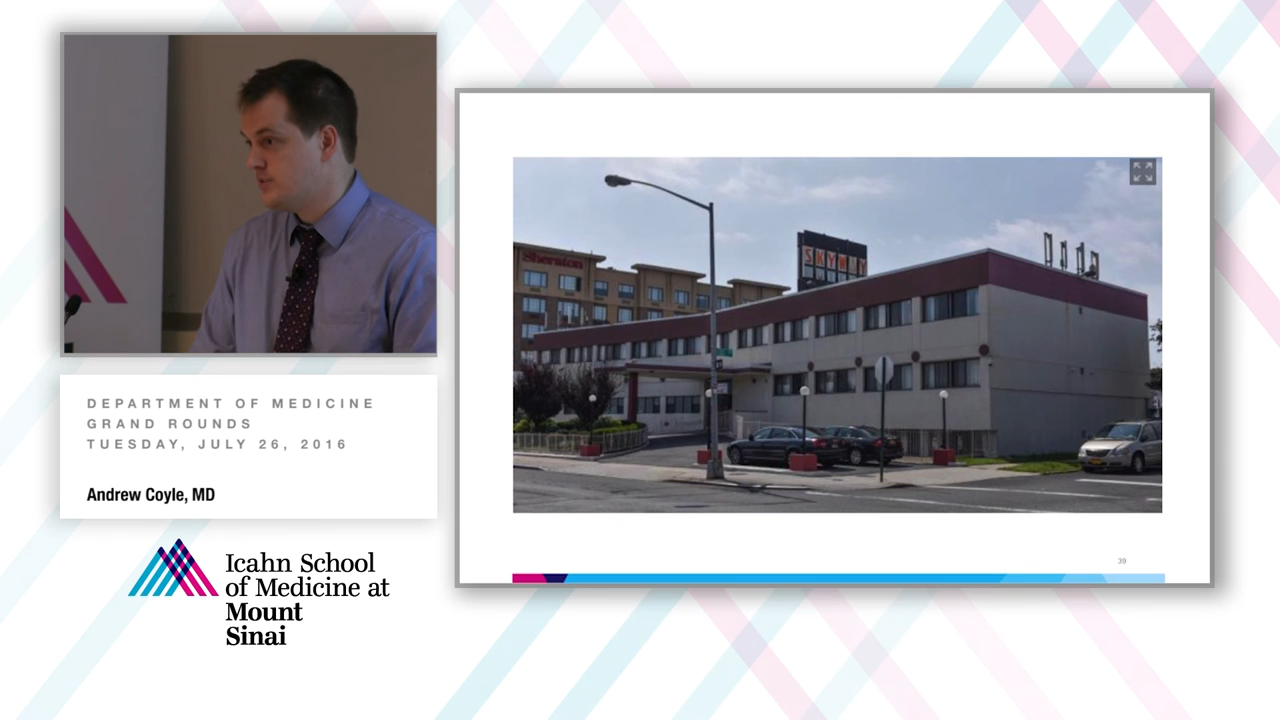 DEPARTMENT OF MEDICINE
GRAND ROUNDS
TUESDAY, JULY 26, 2016
Andrew Coyle, MD
Icahn School
of Medicine at
Mount
Sinai
Sheraton
SKYWAY
39